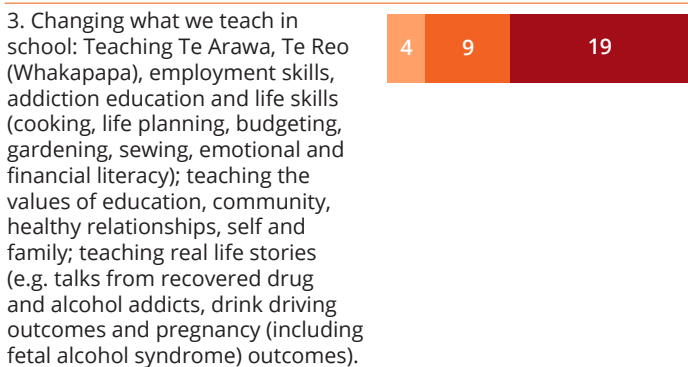 3. Changing what we teach in
school: Teaching Te Arawa, Te Reo
(Whakapapa), employment skills,
addiction education and life skills
(cooking, life planning, budgeting,
gardening, sewing, emotional and
financial literacy); teaching the
values of education, community,
healthy relationships, self and
family; teaching real life stories
(e.g. talks from recovered drug
and alcohol addicts, drink driving
outcomes and pregnancy (including
fetal alcohol syndrome) outcomes).
4 9 19